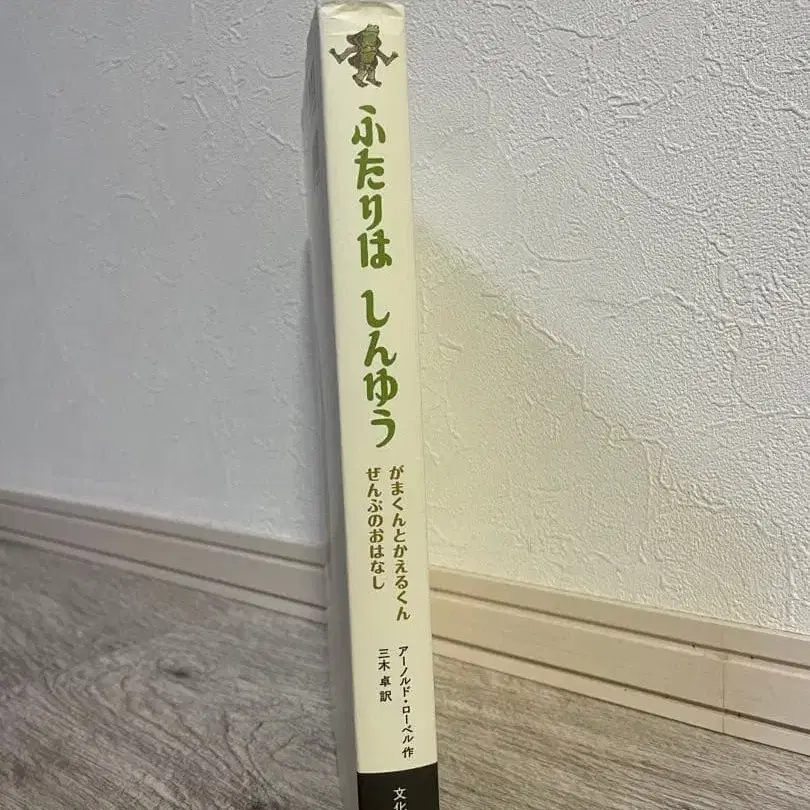 ふたりは しんゆう
がまくんとかえるくん
ぜんぶのおはなし
アーノルド・ローベル 作
三木 卓 訳
文化